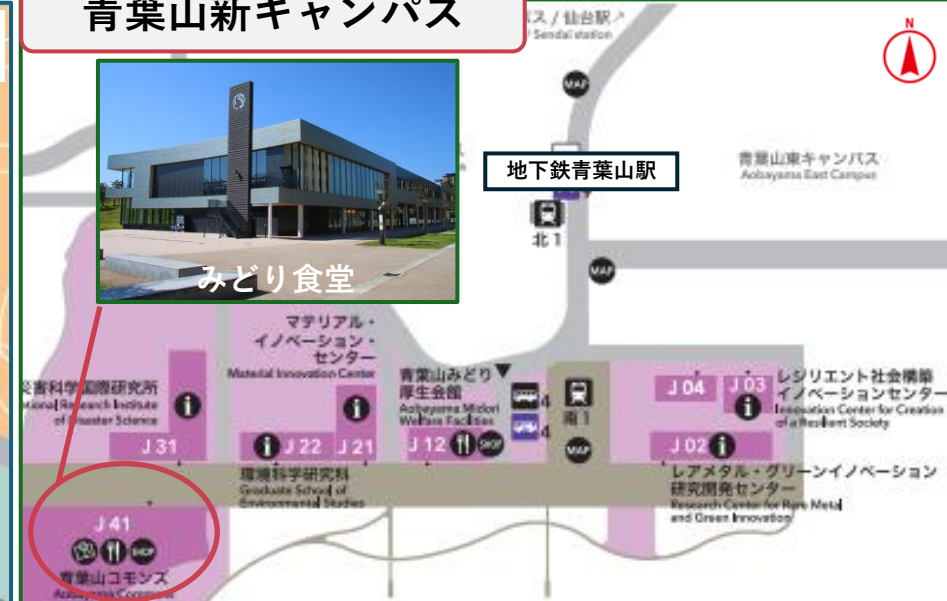 青葉山新キャンパス
ス / 仙台駅
Sendai station
N
MAP
地下鉄青葉山駅
青葉山東キャンパス
Aobayama East Campus
北1
みどり食堂
MAP
マテリアル・
イノベーション・
センター
Material Innovation Center
害科学国際研究所
tional Research Institute
of Disaster Science
J 31
J 22
J 21
環境科学研究科
Graduate School of
Environmental Studies
青葉山みどり
厚生会館
Aobayama Midori
Welfare Facilities
J 12
SHOP
4
4
南1
MAP
J 04
J 03
レジリエント社会構築
イノベーションセンター
Innovation Center for Creation
of a Resilient Society
J 02
レアメタル・グリーンイノベーション
研究開発センター
Research Center for Rare Metal
and Green Innovation
J 41
SHOP
青葉山コモンズ
Aobayama Commons